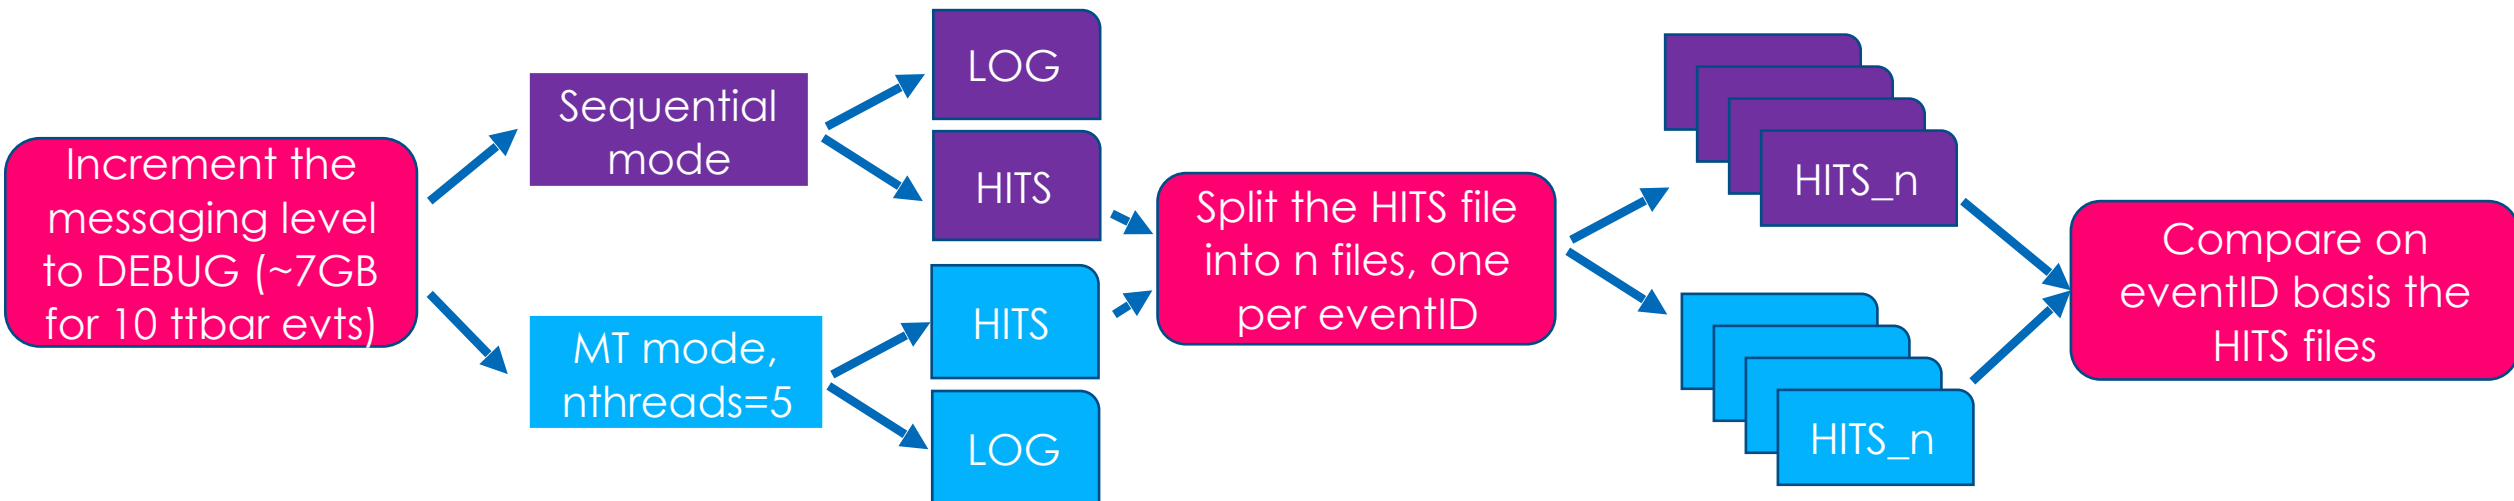 Increment the
messaging level
to DEBUG (~7GB
for 10 ttbar evts)
Sequential
mode
MT mode,
nthreads=5
LOG
HITS
HITS
LOG
Split the HITS file
into n files, one
per eventID
HITS_n
HITS_n
Compare on
eventID basis the
HITS files